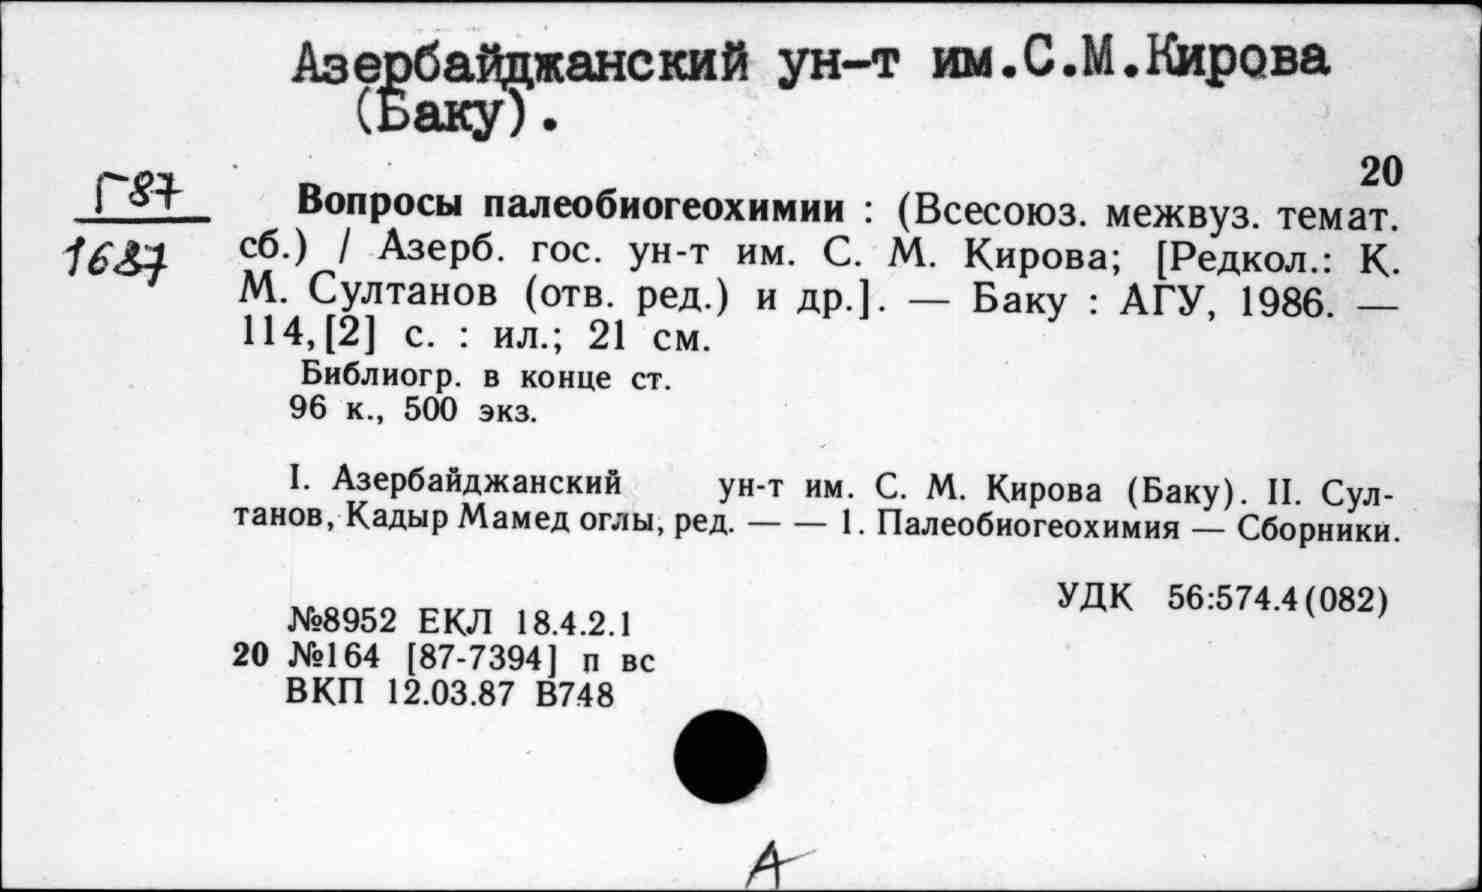 Азербайджанский ун-т им.С.М.Кирова
(Баку).
20
Г87
1687
Вопросы палеобиогеохимии : (Всесоюз. межвуз. темат.
сб.) / Азерб. гос. ун-т им. С. М. Кирова; [Редкол.: К.
М. Султанов (отв. ред.) и др.]. — Баку : АГУ, 1986. —
114,[2] с. : ил.; 21 см.
Библиогр. в конце ст.
96 к., 500 экз.
I. Азербайджанский ун-т им. С. М. Кирова (Баку). II. Сул-
танов, Кадыр Мамед оглы, ред. — — 1. Палеобиогеохимия — Сборники.
УДК 56:574.4(082)
№8952 ЕКЛ 18.4.2.1
20 №164 [87-7394] п вс
ВКП 12.03.87 В748
А